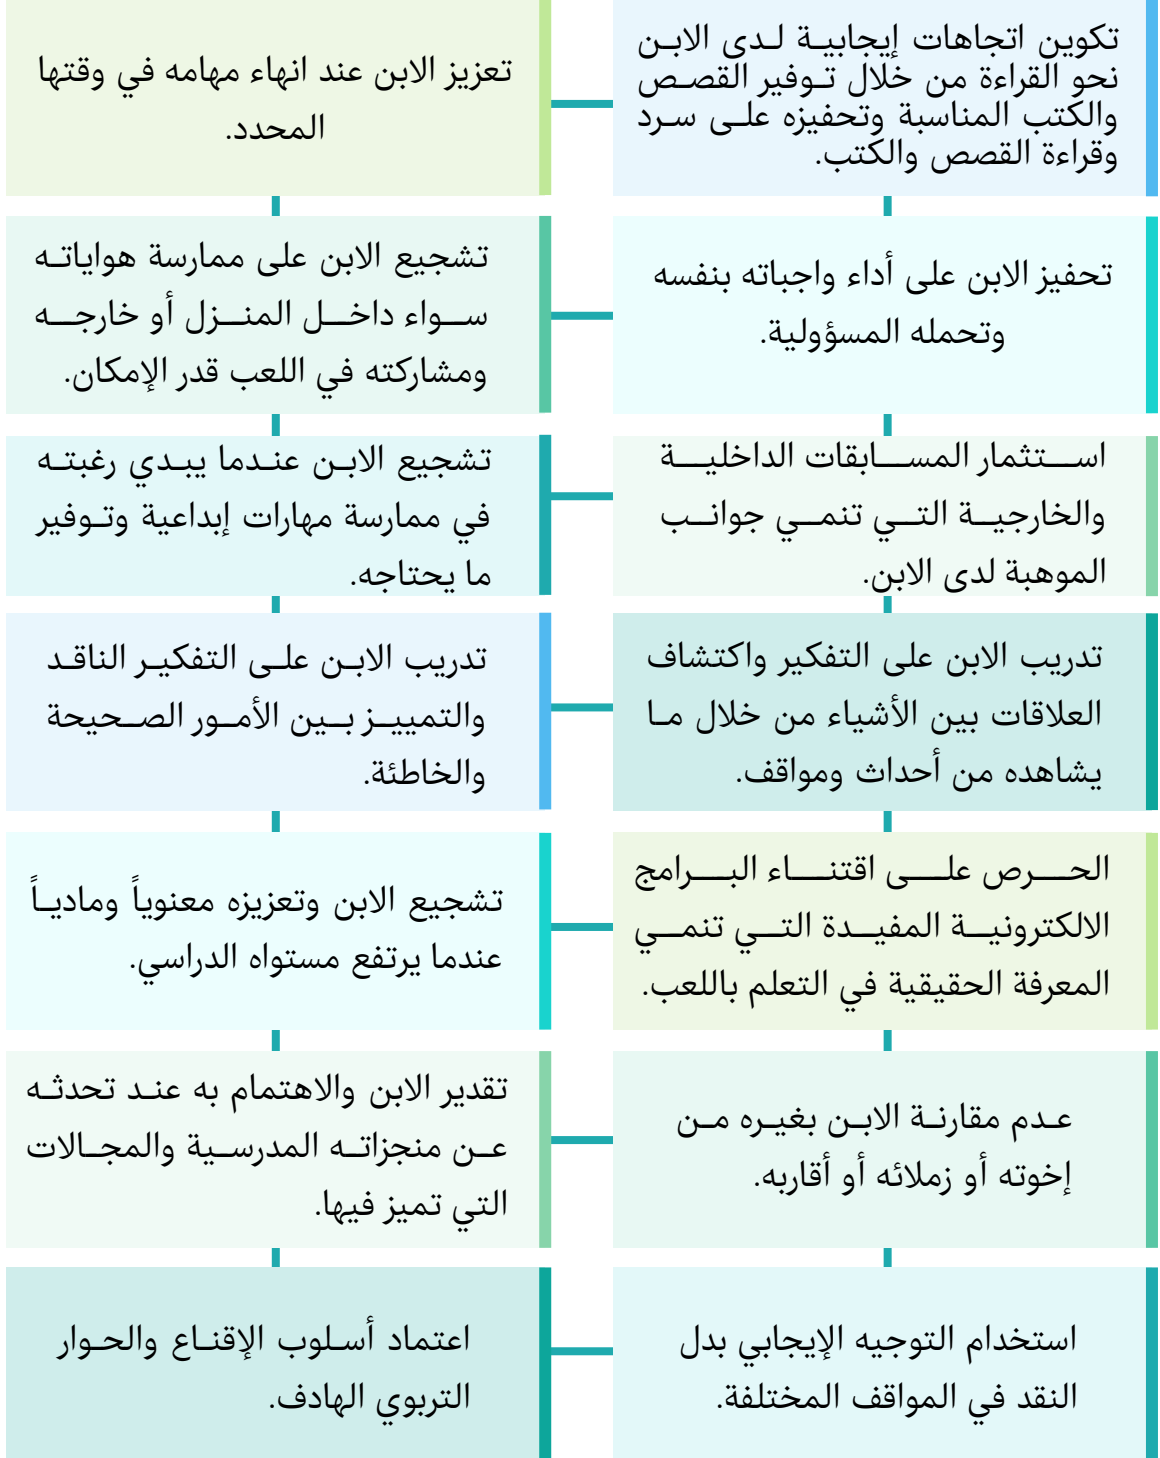 تكوين اتجاهات إيجابية لدى الابن
نحو القراءة من خلال توفير القصص
والكتب المناسبة وتحفيزه على سرد
وقراءة القصص والكتب.
تعزيز الابن عند انهاء مهامه في وقتها
المحدد.
تحفيز الابن على أداء واجباته بنفسه
وتحمله المسؤولية.
تشجيع الابن على ممارسة هواياته
سواء داخل المنزل أو خارجه
ومشاركته في اللعب قدر الإمكان.
استثمار المسابقات الداخلية
والخارجية التي تنمي جوانب
الموهبة لدى الابن.
تشجيع الابن عندما يبدي رغبته
في ممارسة مهارات إبداعية وتوفير
ما يحتاجه.
تدريب الابن على التفكير واكتشاف
العلاقات بين الأشياء من خلال ما
يشاهده من أحداث ومواقف.
تدريب الابن على التفكير الناقد
والتمييز بين الأمور الصحيحة
والخاطئة.
الحرص على اقتناء البرامج
الالكترونية المفيدة التي تنمي
المعرفة الحقيقية في التعلم باللعب.
تشجيع الابن وتعزيزه معنوياً ومادياً
عندما يرتفع مستواه الدراسي.
عدم مقارنة الابن بغيره من
إخوته أو زملائه أو أقاربه.
تقدير الابن والاهتمام به عند تحدثه
عن منجزاته المدرسية والمجالات
التي تميز فيها.
استخدام التوجيه الإيجابي بدل
النقد في المواقف المختلفة.
اعتماد أسلوب الإقناع والحوار
التربوي الهادف.